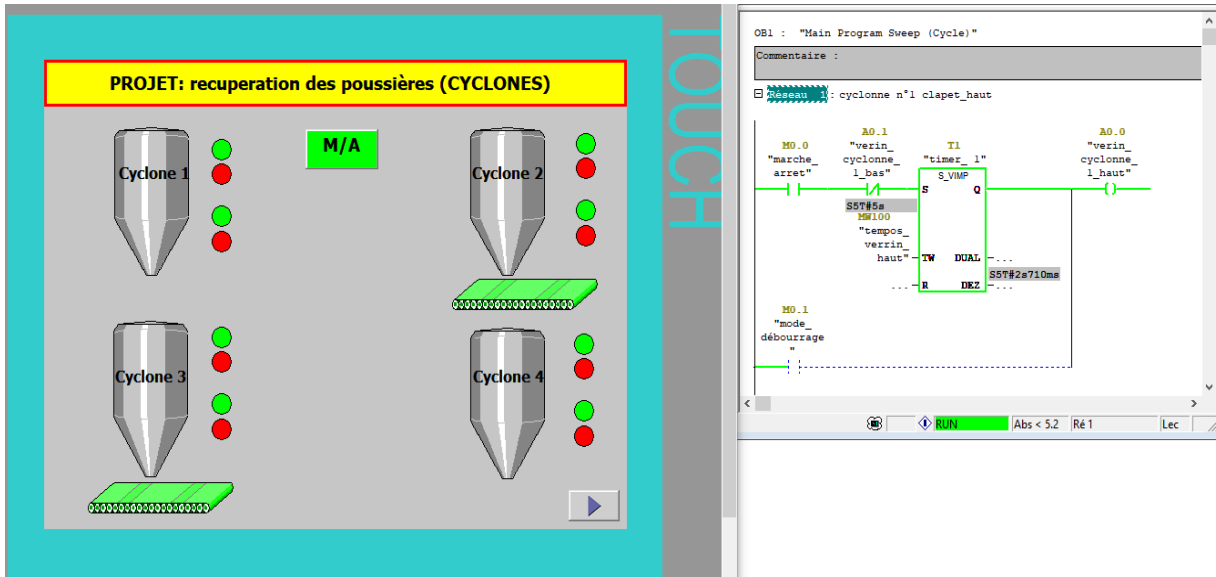 PROJET: recuperation des poussières (CYCLONES)
M/A
Cyclone 1
Cyclone 2
Cyclone 3
Cyclone 4
TOUCH
OB1 : "Main Program Sweep (Cycle)"
Commentaire :
Réseau 1 : cyclonne n°1 clapet_haut
M0.0
"marche_
arret"
A0.1
"verin_
cyclonne_
1_bas"
T1
"timer_ 1"
S_VIMP
S Q
A0.0
"verin_
cyclonne_
1_haut"
S5T#5s
MW100
"tempos_
verrin_
haut"
TW DUAL ...
S5T#2s710ms
... R DEZ ...
M0.1
"mode_
débourrage
"
RUN
Abs < 5.2
Ré 1
Lec